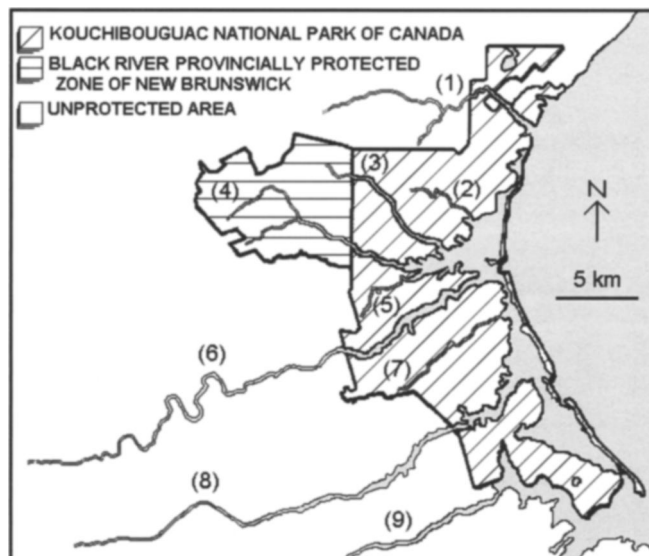 KOUCHIBOUGUAC NATIONAL PARK OF CANADA
BLACK RIVER PROVINCIALLY PROTECTED
ZONE OF NEW BRUNSWICK
UNPROTECTED AREA
(1)
(3)
(2)
(4)
N
5 km
(5)
(6)
(7)
(8)
(9)